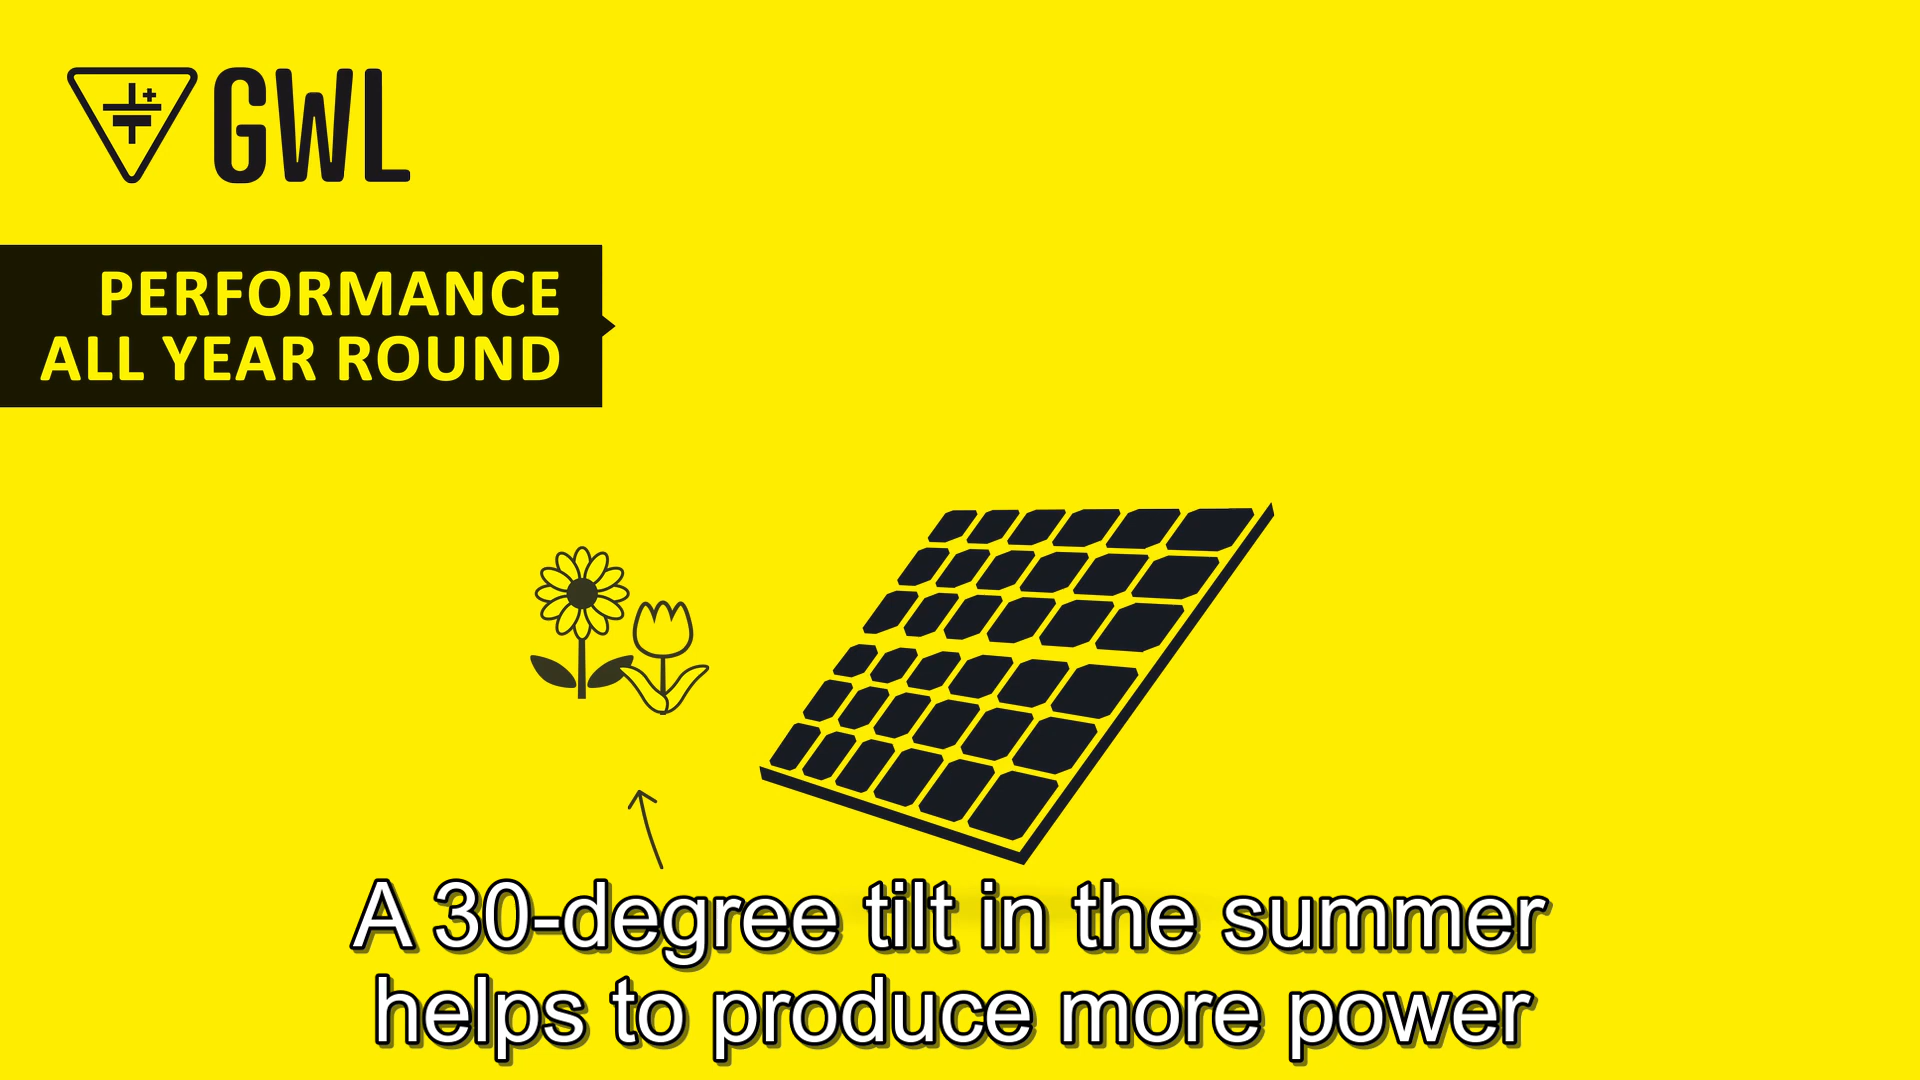 GWL
PERFORMANCE
ALL YEAR ROUND
A 30-degree tilt in the summer
helps to produce more power